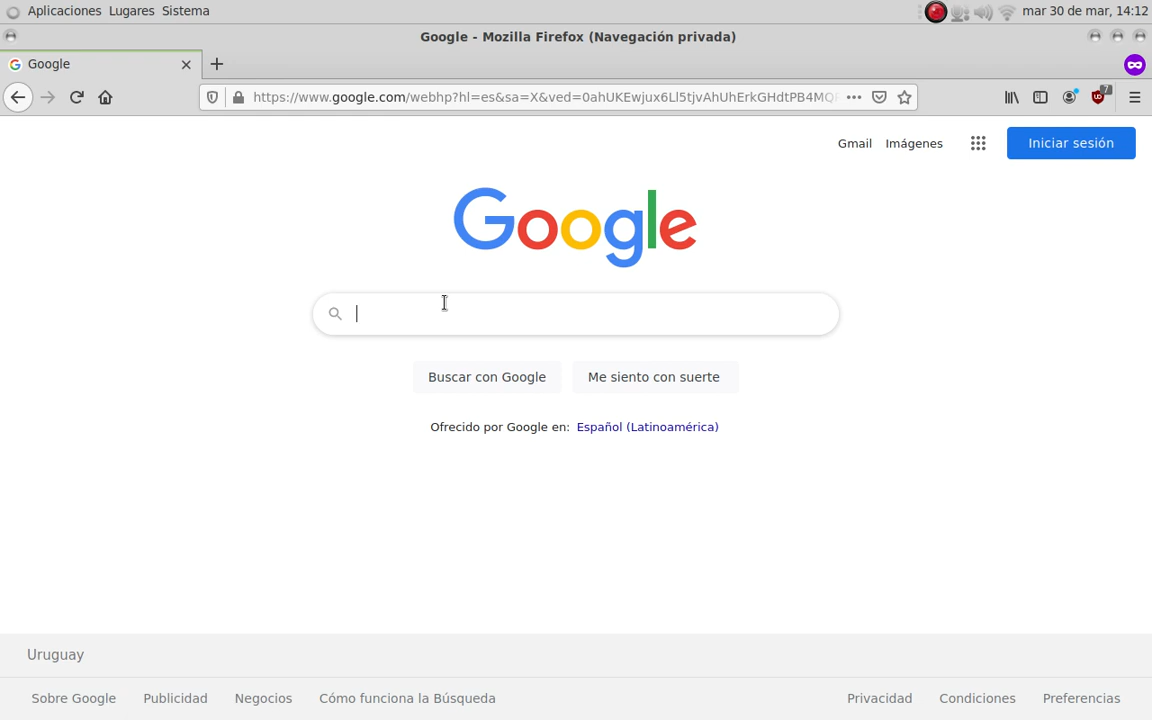 Aplicaciones Lugares Sistema
mar 30 de mar, 14:12
Google - Mozilla Firefox (Navegación privada)
Google
https://www.google.com/webhp?hl=es&sa=X&ved=
7
Gmail Imágenes Iniciar sesión
Google
Buscar con Google Me siento con suerte
Ofrecido por Google en: Español (Latinoamérica)
Uruguay
Sobre Google Publicidad Negocios Cómo funciona la Búsqueda Privacidad Condiciones Preferencias